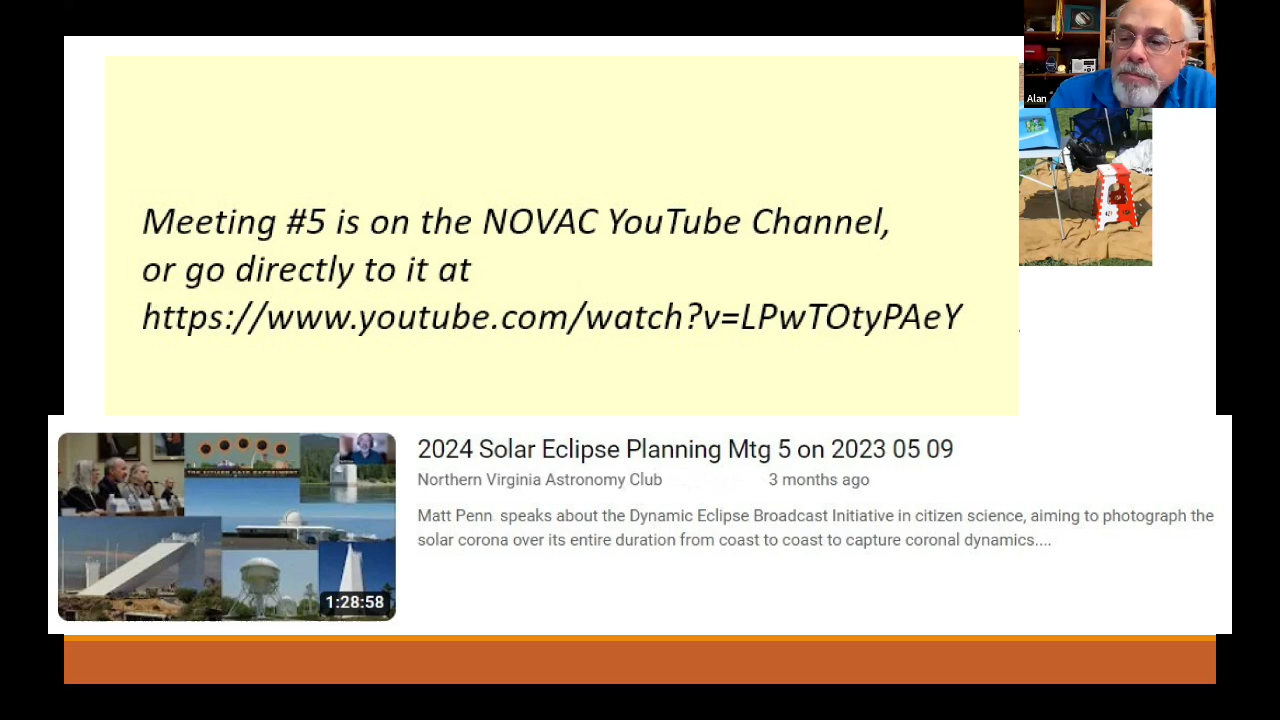 Alan
Meeting #5 is on the NOVAC YouTube Channel,
or go directly to it at
https://www.youtube.com/watch?v=LPwTOtyPAeY
2024 Solar Eclipse Planning Mtg 5 on 2023 05 09
Northern Virginia Astronomy Club 3 months ago
Matt Penn speaks about the Dynamic Eclipse Broadcast Initiative in citizen science, aiming to photograph the
solar corona over its entire duration from coast to coast to capture coronal dynamics....
1:28:58